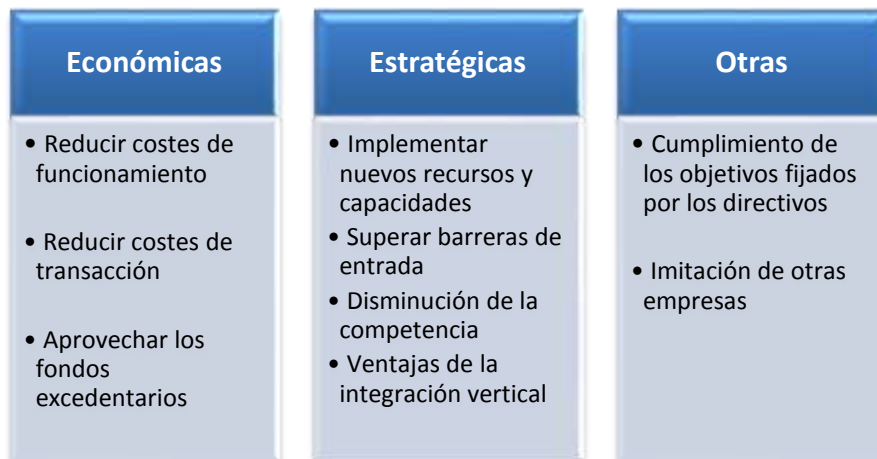 Económicas
• Reducir costes de
funcionamiento
• Reducir costes de
transacción
• Aprovechar los
fondos
excedentarios
Estratégicas
• Implementar
nuevos recursos y
capacidades
• Superar barreras de
entrada
• Disminución de la
competencia
• Ventajas de la
integración vertical
Otras
• Cumplimiento de
los objetivos fijados
por los directivos
• Imitación de otras
empresas